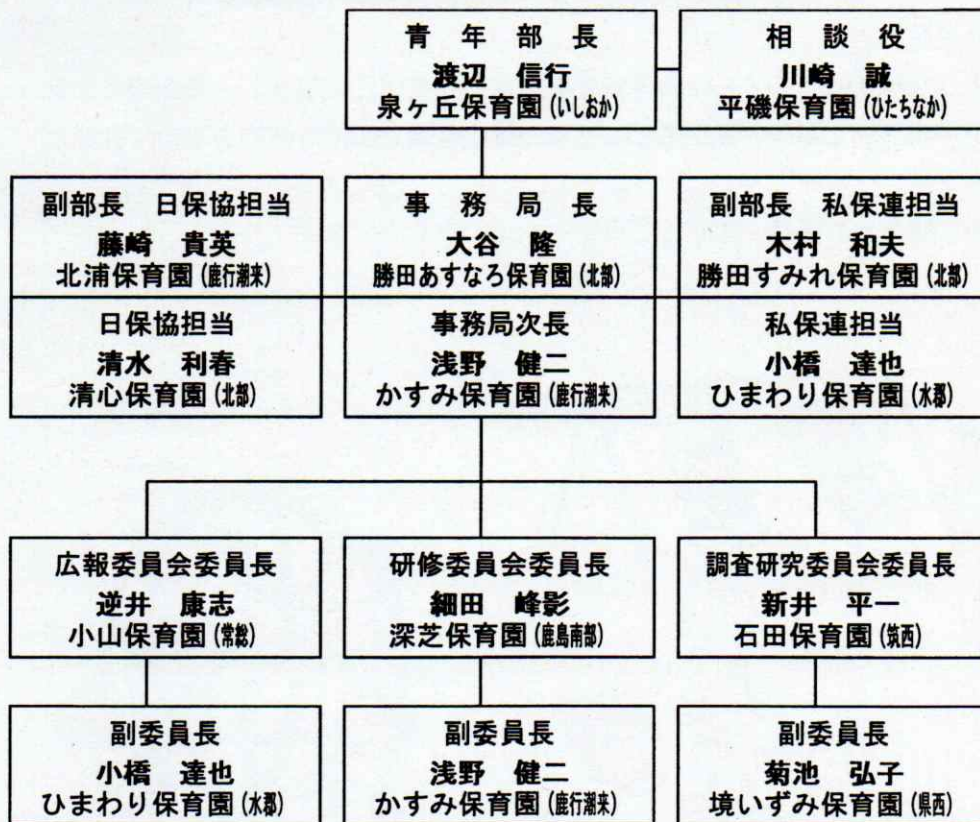 青年部長
渡辺 信行
泉ヶ丘保育園(いしおか)
相談役
川崎 誠
平磯保育園(ひたちなか)
副部長 日保協担当
藤崎 貴英
北浦保育園(鹿行潮来)
事務局長
大谷 隆
勝田あすなろ保育園(北部)
副部長 私保連担当
木村 和夫
勝田すみれ保育園(北部)
日保協担当
清水 利春
清心保育園(北部)
事務局次長
浅野 健二
かすみ保育園(鹿行潮来)
私保連担当
小橋 達也
ひまわり保育園(水郡)
広報委員会委員長
逆井 康志
小山保育園(常総)
研修委員会委員長
細田 峰影
深芝保育園(鹿島南部)
調査研究委員会委員長
新井 平一
石田保育園(筑西)
副委員長
小橋 達也
ひまわり保育園(水郡)
副委員長
浅野 健二
かすみ保育園(鹿行潮来)
副委員長
菊池 弘子
境いずみ保育園(県西)